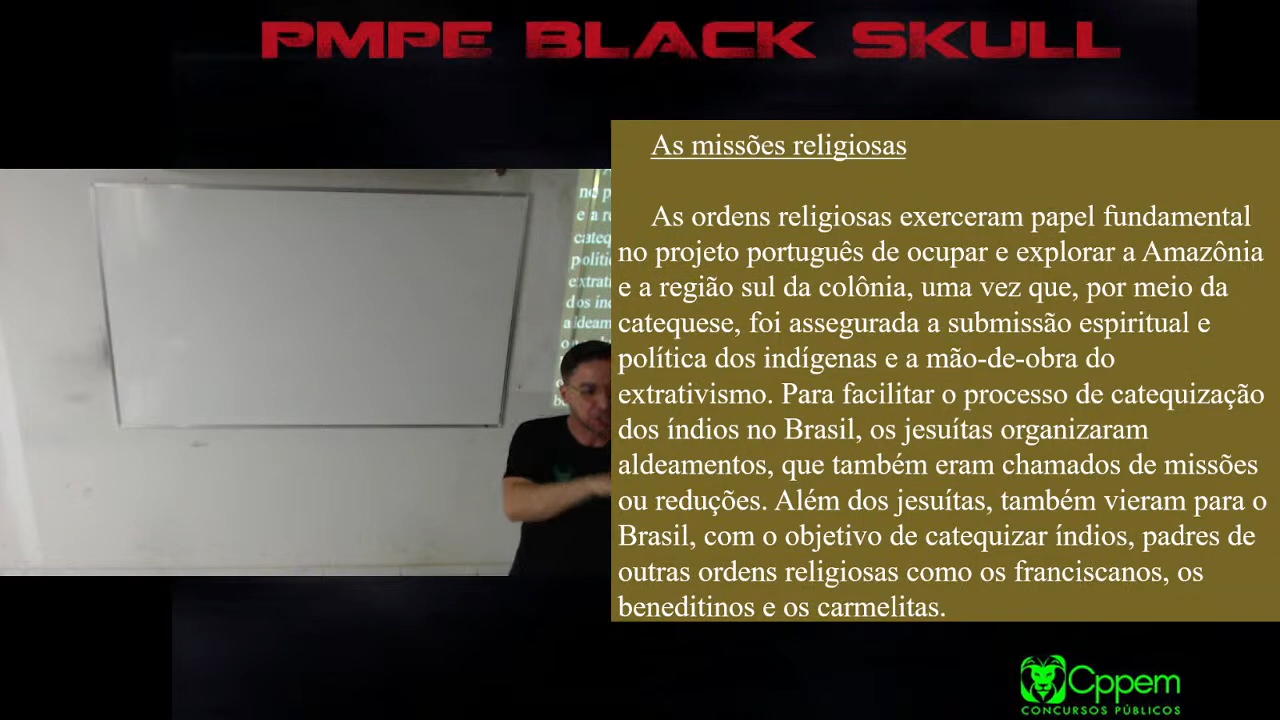 PMPE BLACK SKULL
As missões religiosas
As ordens religiosas exerceram papel fundamental
no projeto português de ocupar e explorar a Amazônia
e a região sul da colônia, uma vez que, por meio da
catequese, foi assegurada a submissão espiritual e
política dos indígenas e a mão-de-obra do
extrativismo. Para facilitar o processo de catequização
dos índios no Brasil, os jesuítas organizaram
aldeamentos, que também eram chamados de missões
ou reduções. Além dos jesuítas, também vieram para o
Brasil, com o objetivo de catequizar índios, padres de
outras ordens religiosas como os franciscanos, os
beneditinos e os carmelitas.
Cppem
CONCURSOS PÚBLICOS